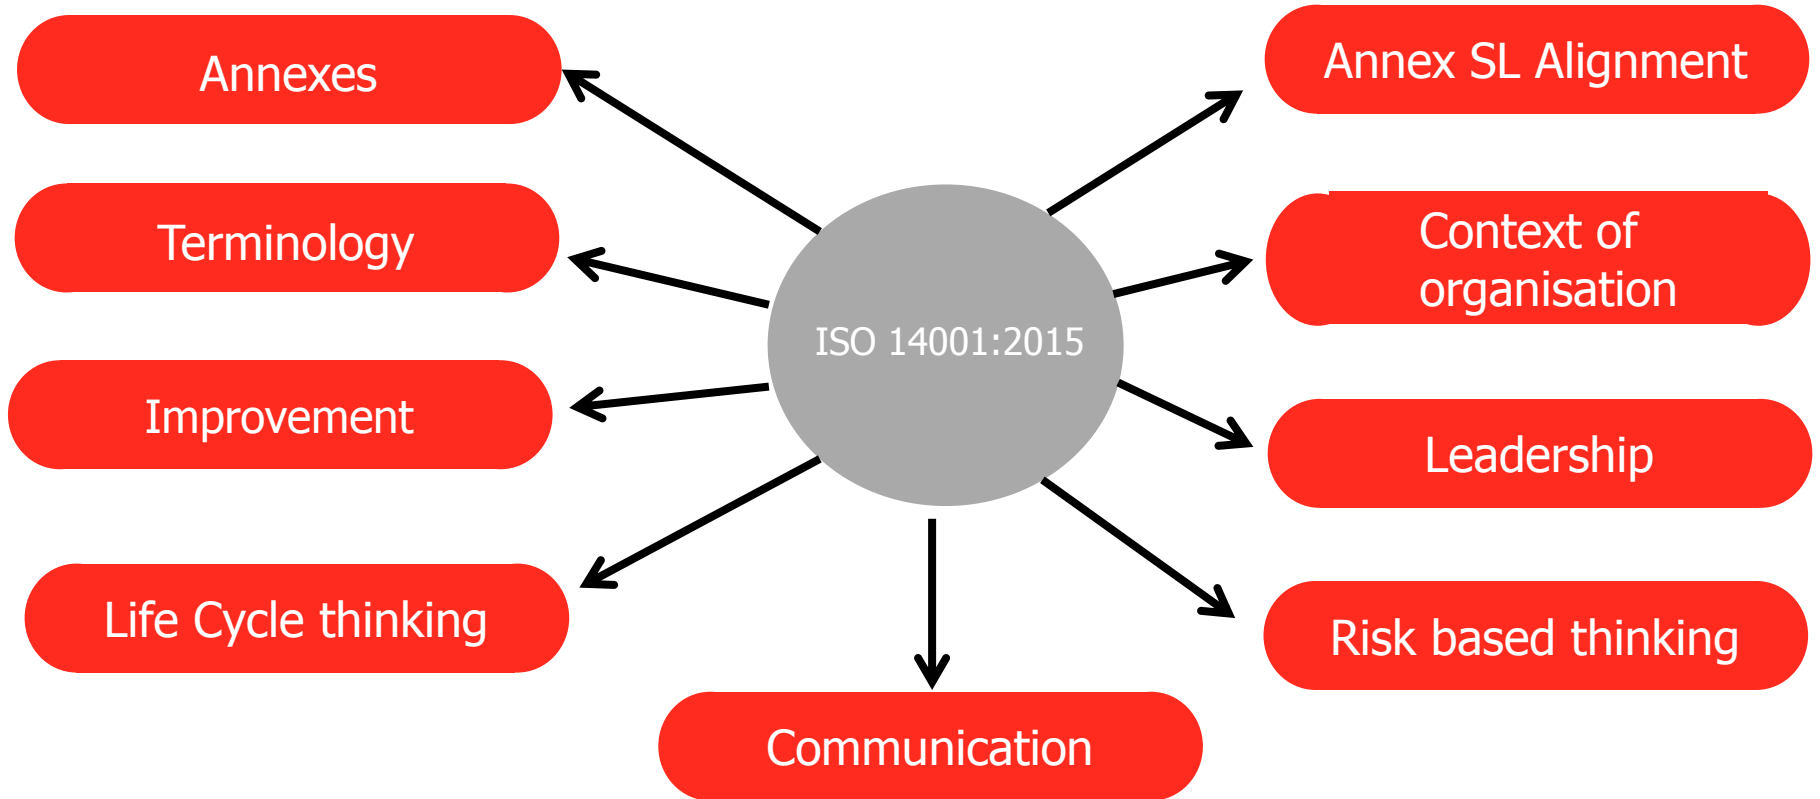 Annexes
Annex SL Alignment
Terminology
Context of
organisation
ISO 14001:2015
Improvement
Leadership
Life Cycle thinking
Risk based thinking
Communication